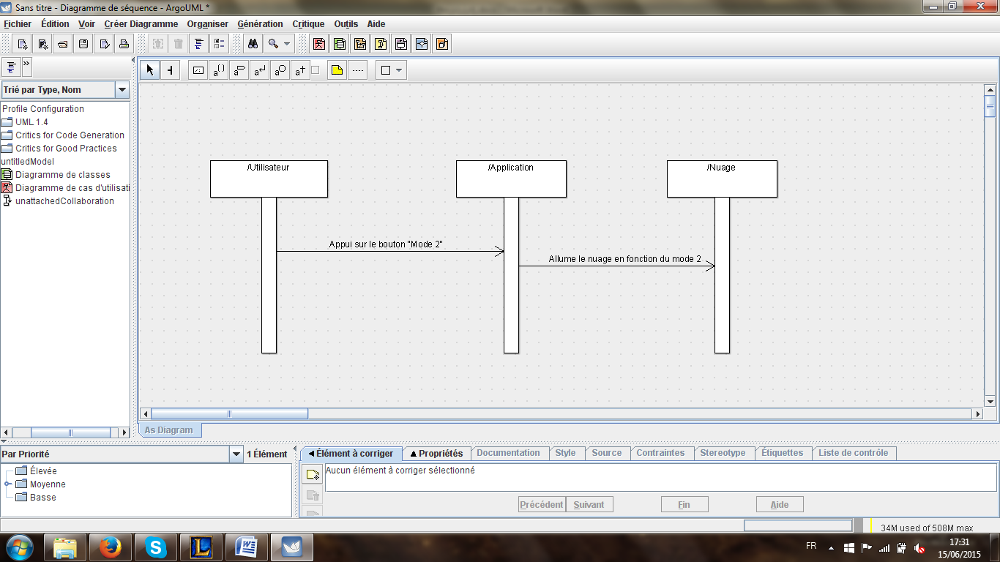 Sans titre - Diagramme de séquence - ArgoUML *
Fichier Édition Voir Créer Diagramme Organiser Génération Critique Outils Aide
Trié par Type, Nom
Profile Configuration
UML 1.4
Critics for Code Generation
Critics for Good Practices
untitledModel
Diagramme de classes
Diagramme de cas d'utilisati
unattachedCollaboration
/Utilisateur /Application /Nuage
Appui sur le bouton "Mode 2"
Allume le nuage en fonction du mode 2
As Diagram
Par Priorité 1 Élément
Élevée
Moyenne
Basse
Élément à corriger Propriétés Documentation Style Source Contraintes Stereotype Étiquettes Liste de contrôle
Aucun élément à corriger sélectionné
Précédent Suivant Fin Aide
34M used of 508M max
FR
17:31
15/06/2015